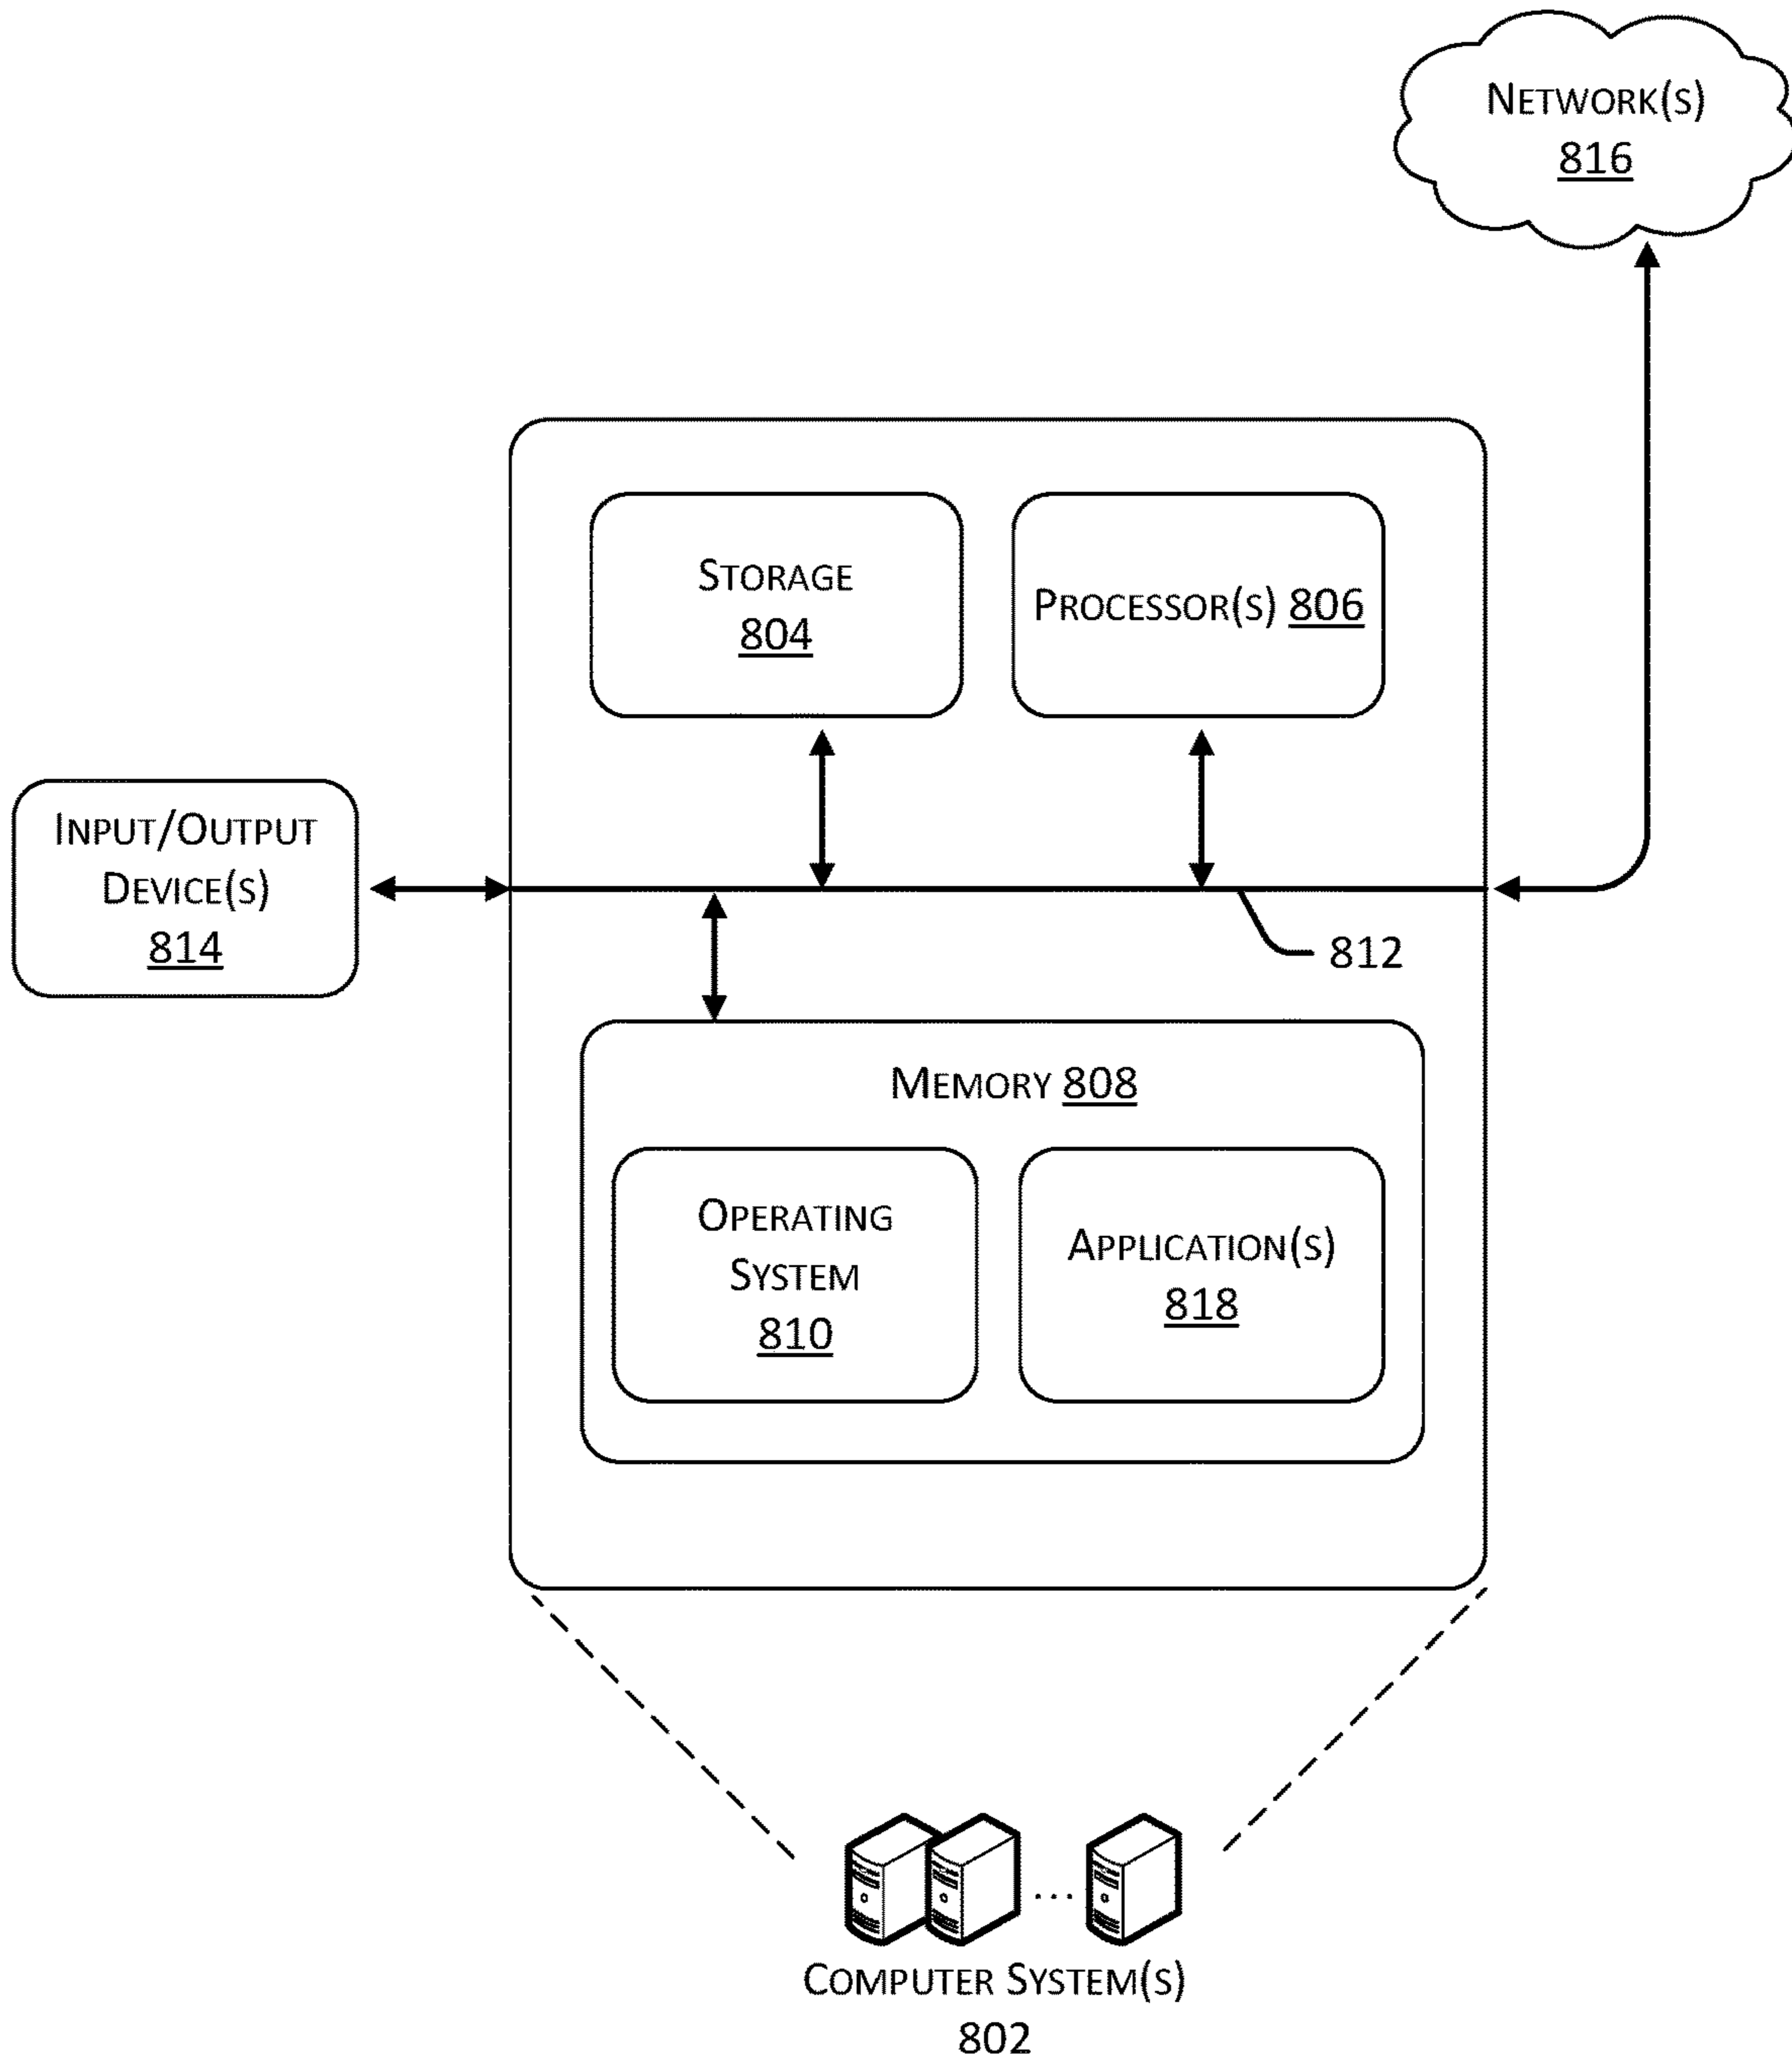 NETWORK(S)
816
STORAGE
804
PROCESSOR(S) 806
INPUT/OUTPUT
DEVICE(S)
814
812
MEMORY 808
OPERATING
SYSTEM
810
APPLICATION(S)
818
...
COMPUTER SYSTEM(S)
802